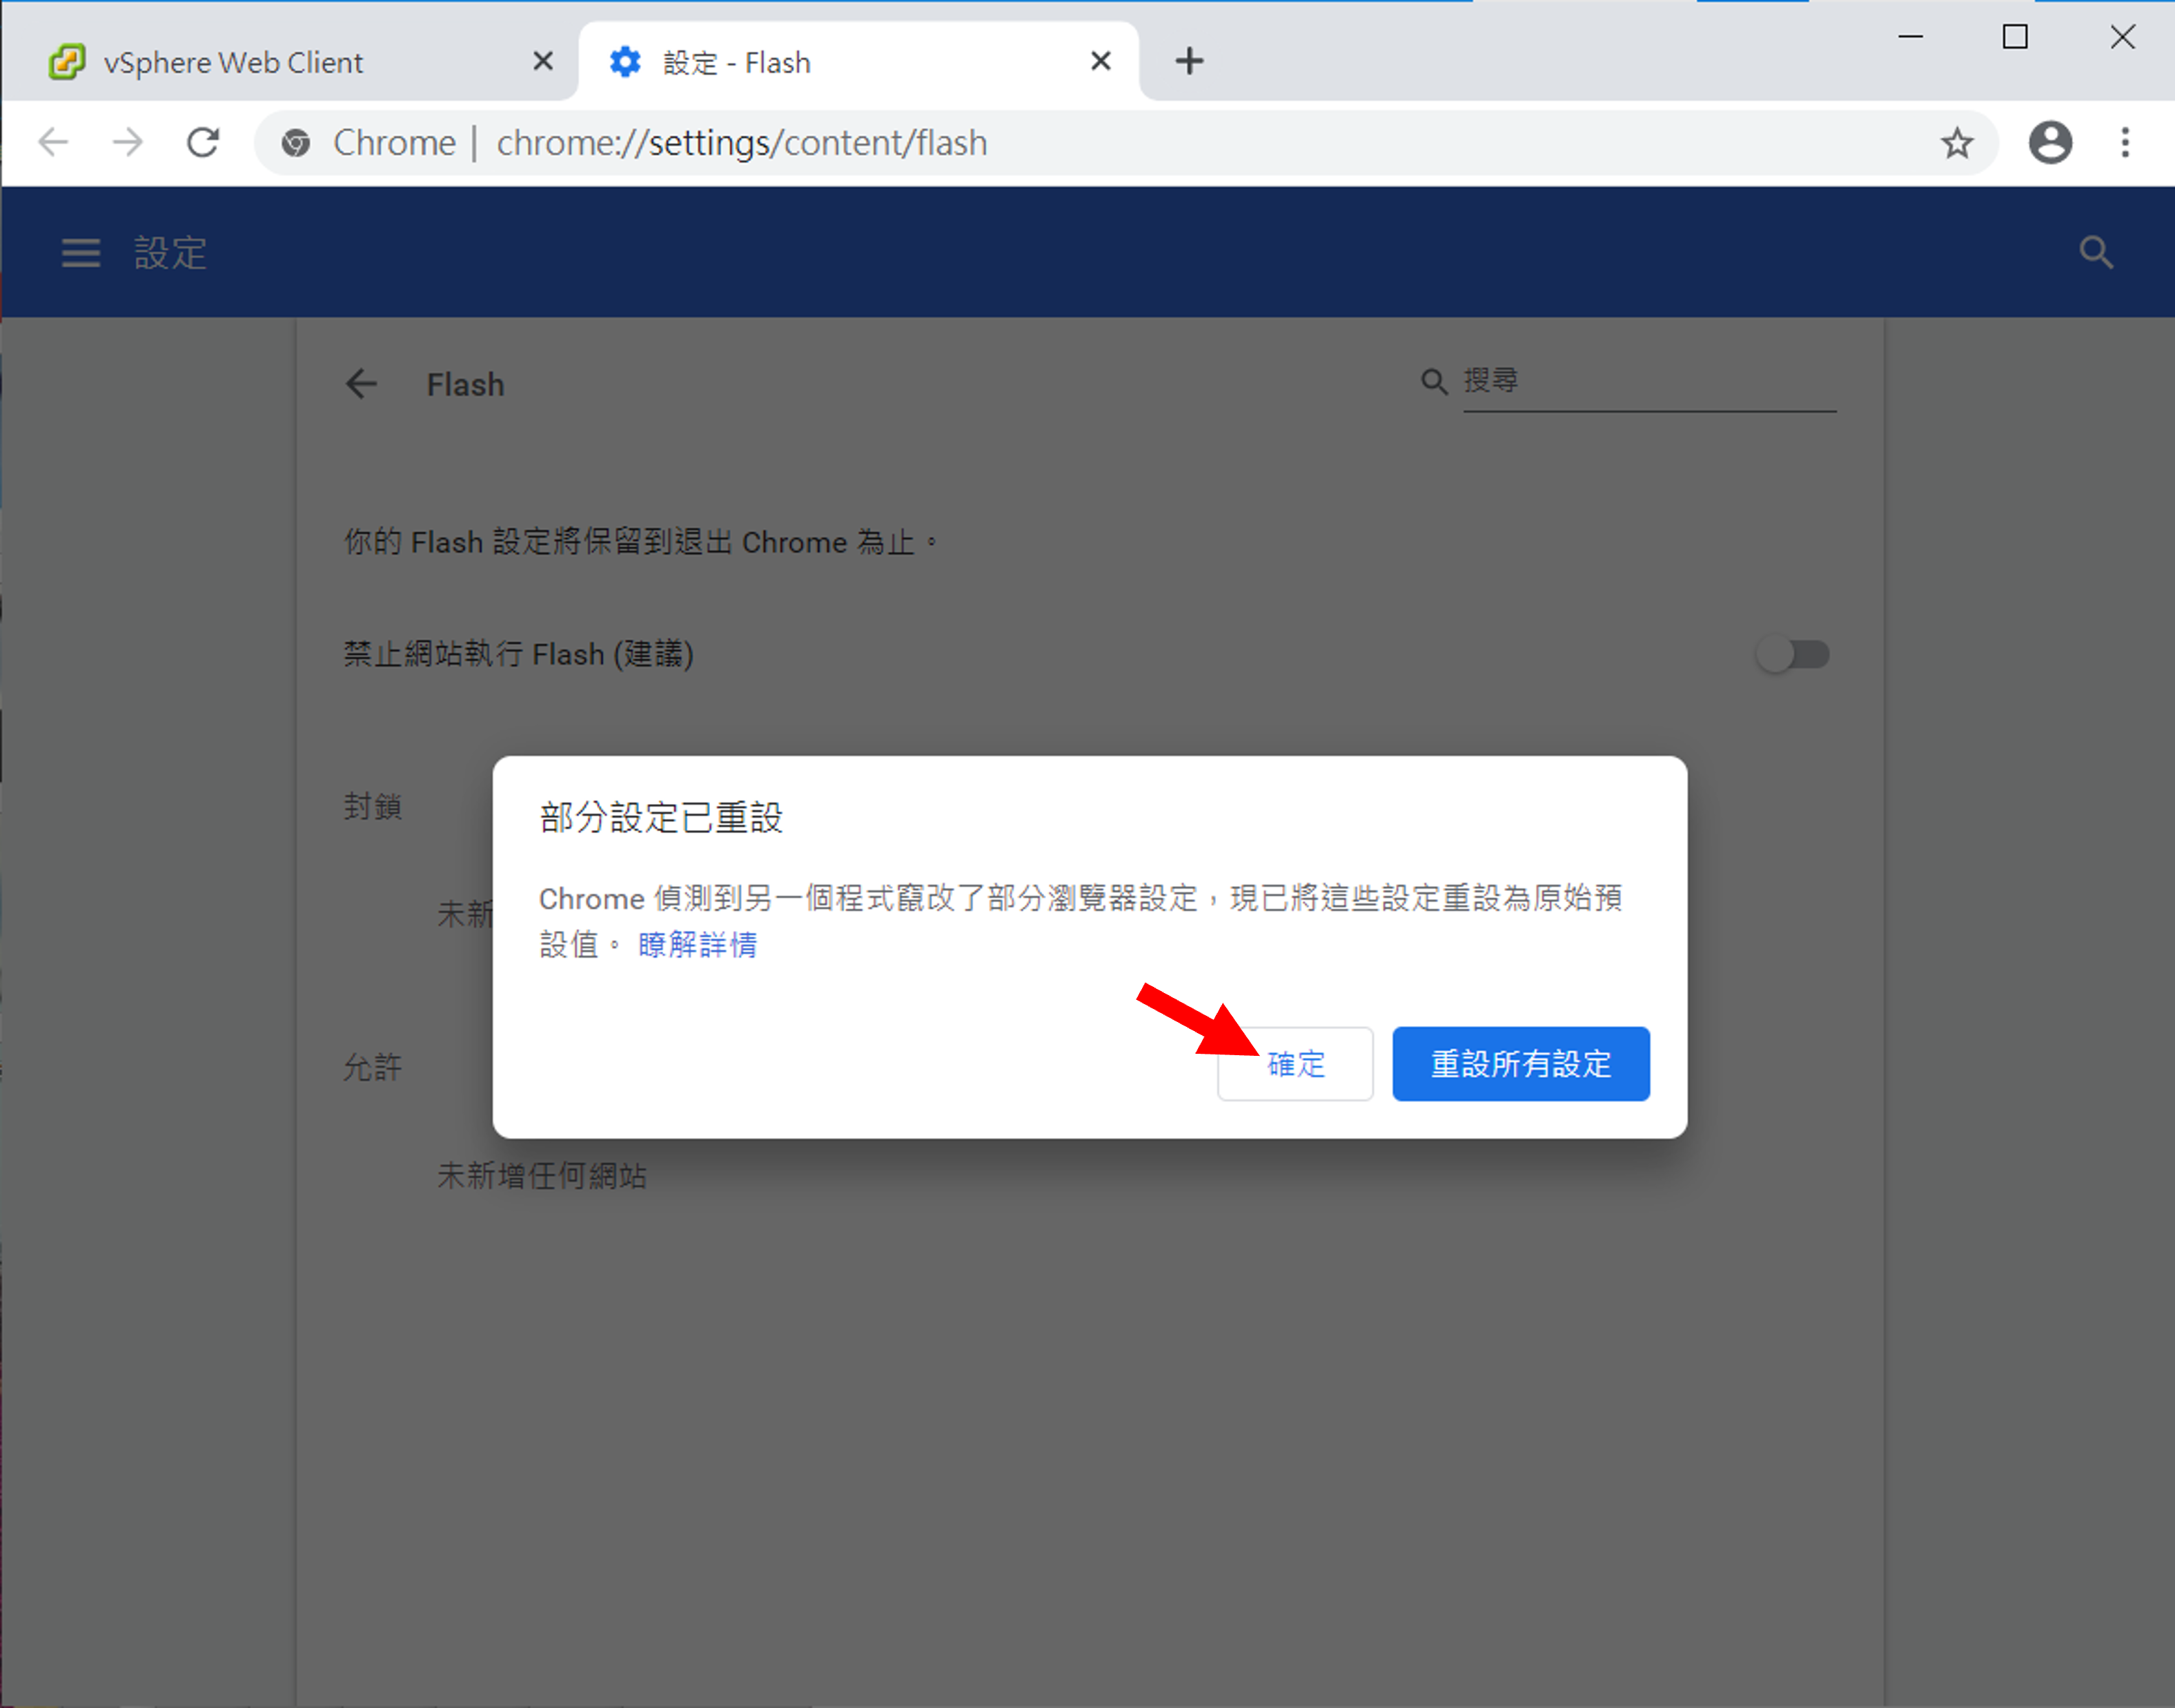 vSphere Web Client
設定 - Flash
Chrome | chrome://settings/content/flash
設定
Flash
搜尋
你的 Flash 設定將保留到退出 Chrome 為止。
禁止網站執行 Flash (建議)
封鎖
未新
部分設定已重設
Chrome 偵測到另一個程式竄改了部分瀏覽器設定，現已將這些設定重設為原始預
設值。 瞭解詳情
確定
重設所有設定
允許
未新增任何網站